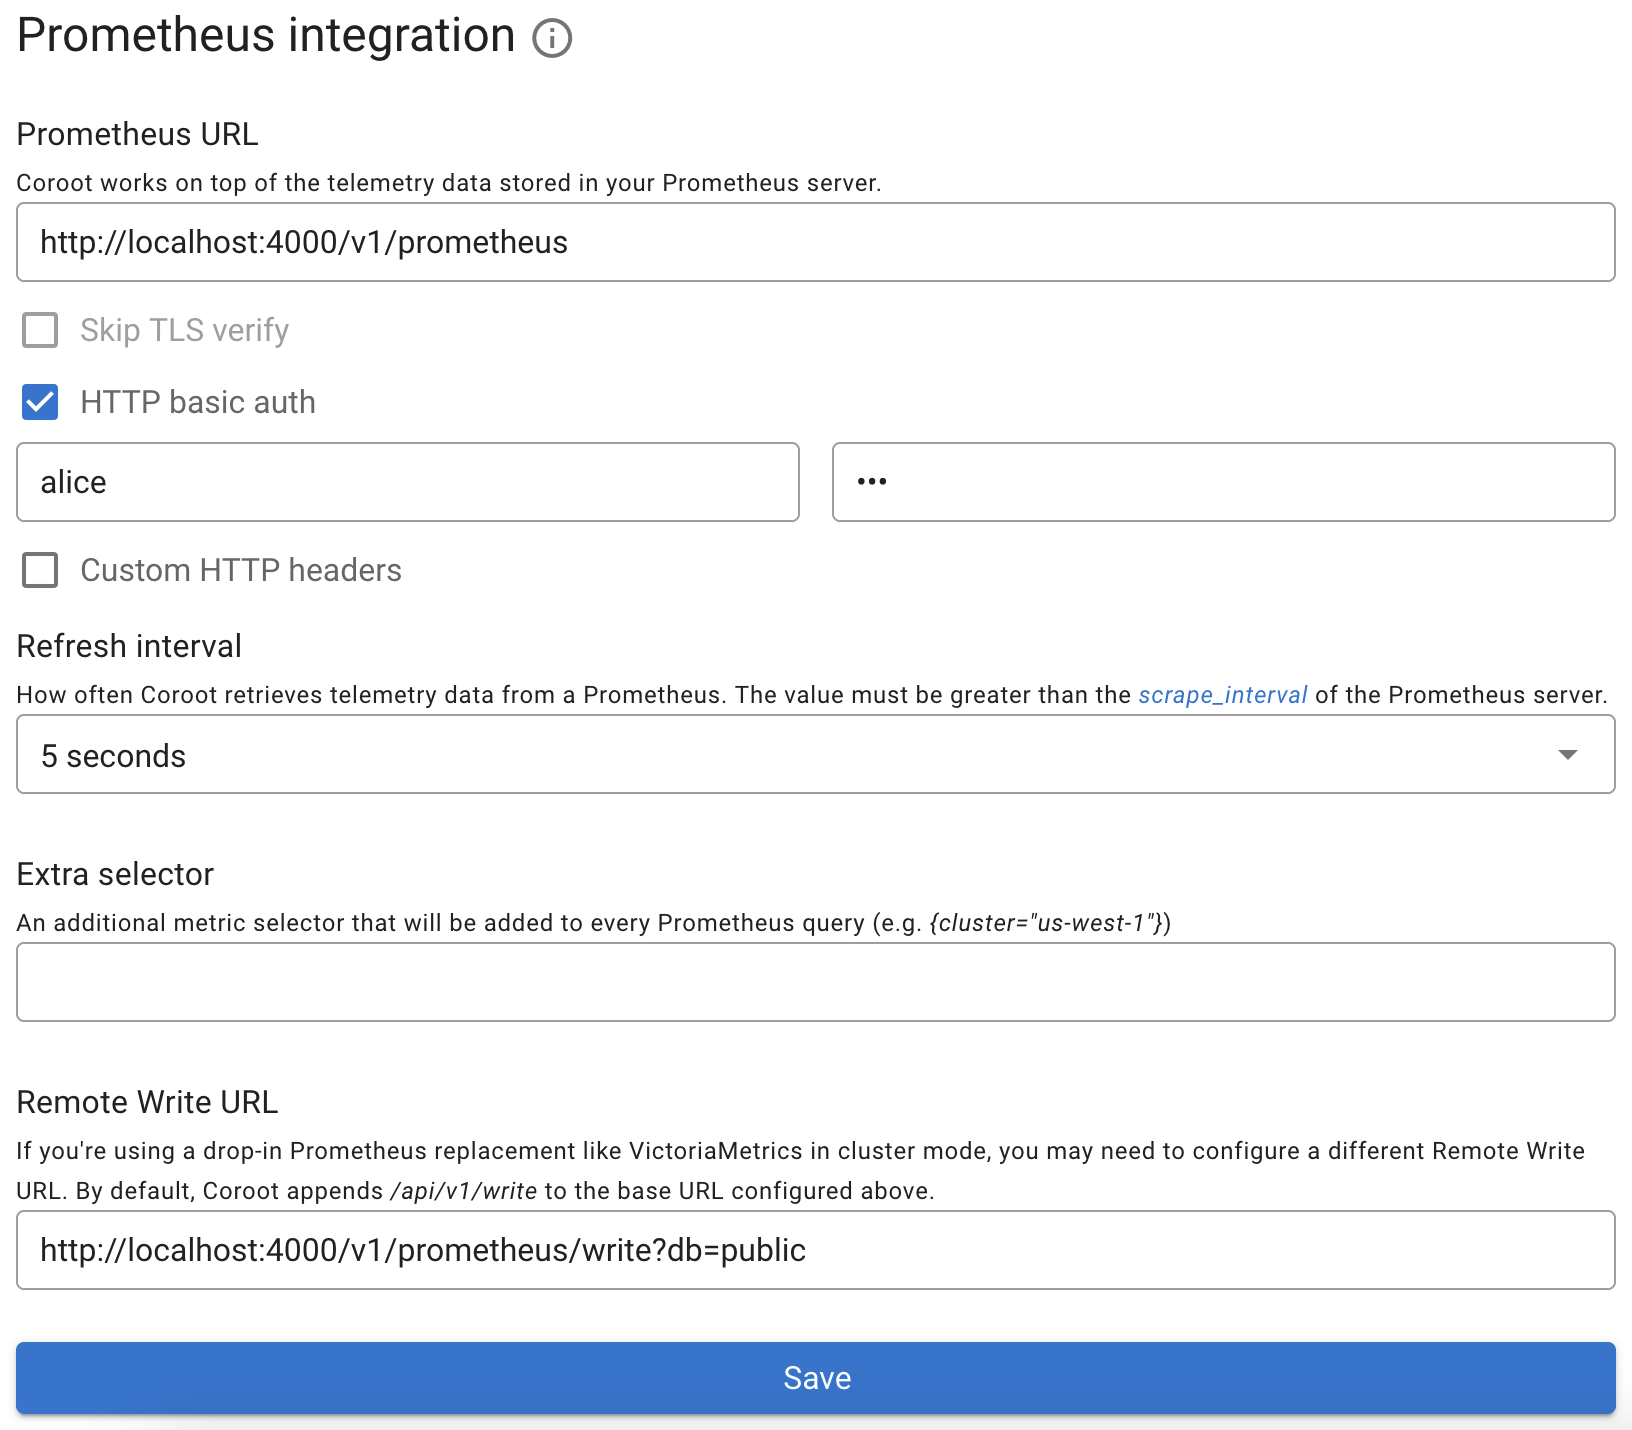 Prometheus integration
Prometheus URL
Coroot works on top of the telemetry data stored in your Prometheus server.
http://localhost:4000/v1/prometheus
Skip TLS verify
HTTP basic auth
alice
•••
Custom HTTP headers
Refresh interval
How often Coroot retrieves telemetry data from a Prometheus. The value must be greater than the scrape_interval of the Prometheus server.
5 seconds
Extra selector
An additional metric selector that will be added to every Prometheus query (e.g. {cluster="us-west-1"})
Remote Write URL
If you're using a drop-in Prometheus replacement like VictoriaMetrics in cluster mode, you may need to configure a different Remote Write
URL. By default, Coroot appends /api/v1/write to the base URL configured above.
http://localhost:4000/v1/prometheus/write?db=public
Save